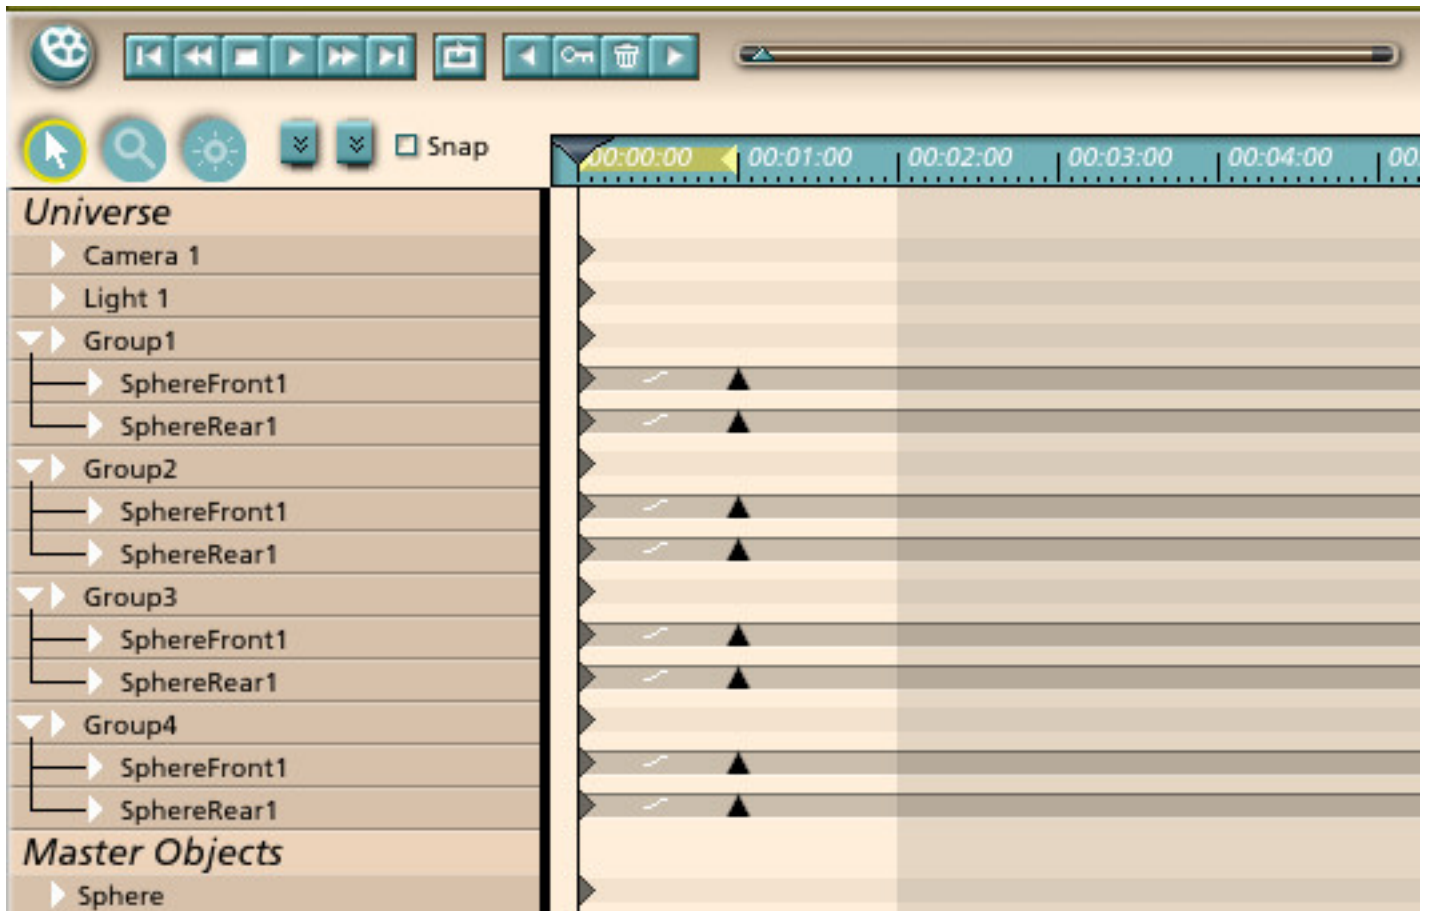 Snap
00:00:00 00:01:00 00:02:00 00:03:00 00:04:00 00
Universe
Camera 1
Light 1
Group1
SphereFront1
SphereRear1
Group2
SphereFront1
SphereRear1
Group3
SphereFront1
SphereRear1
Group4
SphereFront1
SphereRear1
Master Objects
Sphere